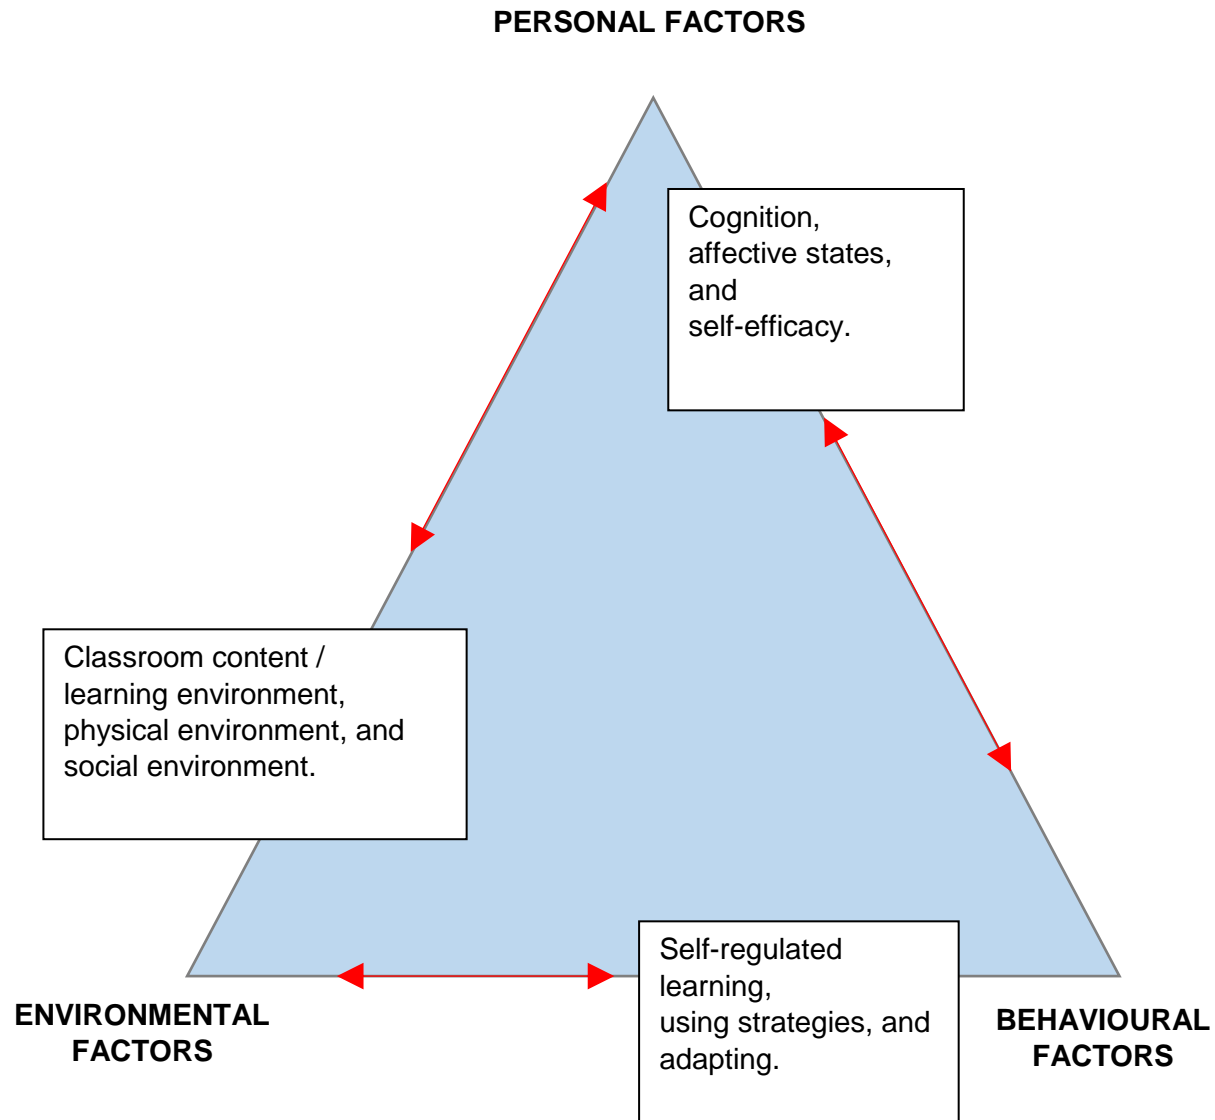 PERSONAL FACTORS
Cognition,
affective states,
and
self-efficacy.
Classroom content /
learning environment,
physical environment, and
social environment.
Self-regulated
learning,
using strategies, and
adapting.
ENVIRONMENTAL
FACTORS
BEHAVIOURAL
FACTORS